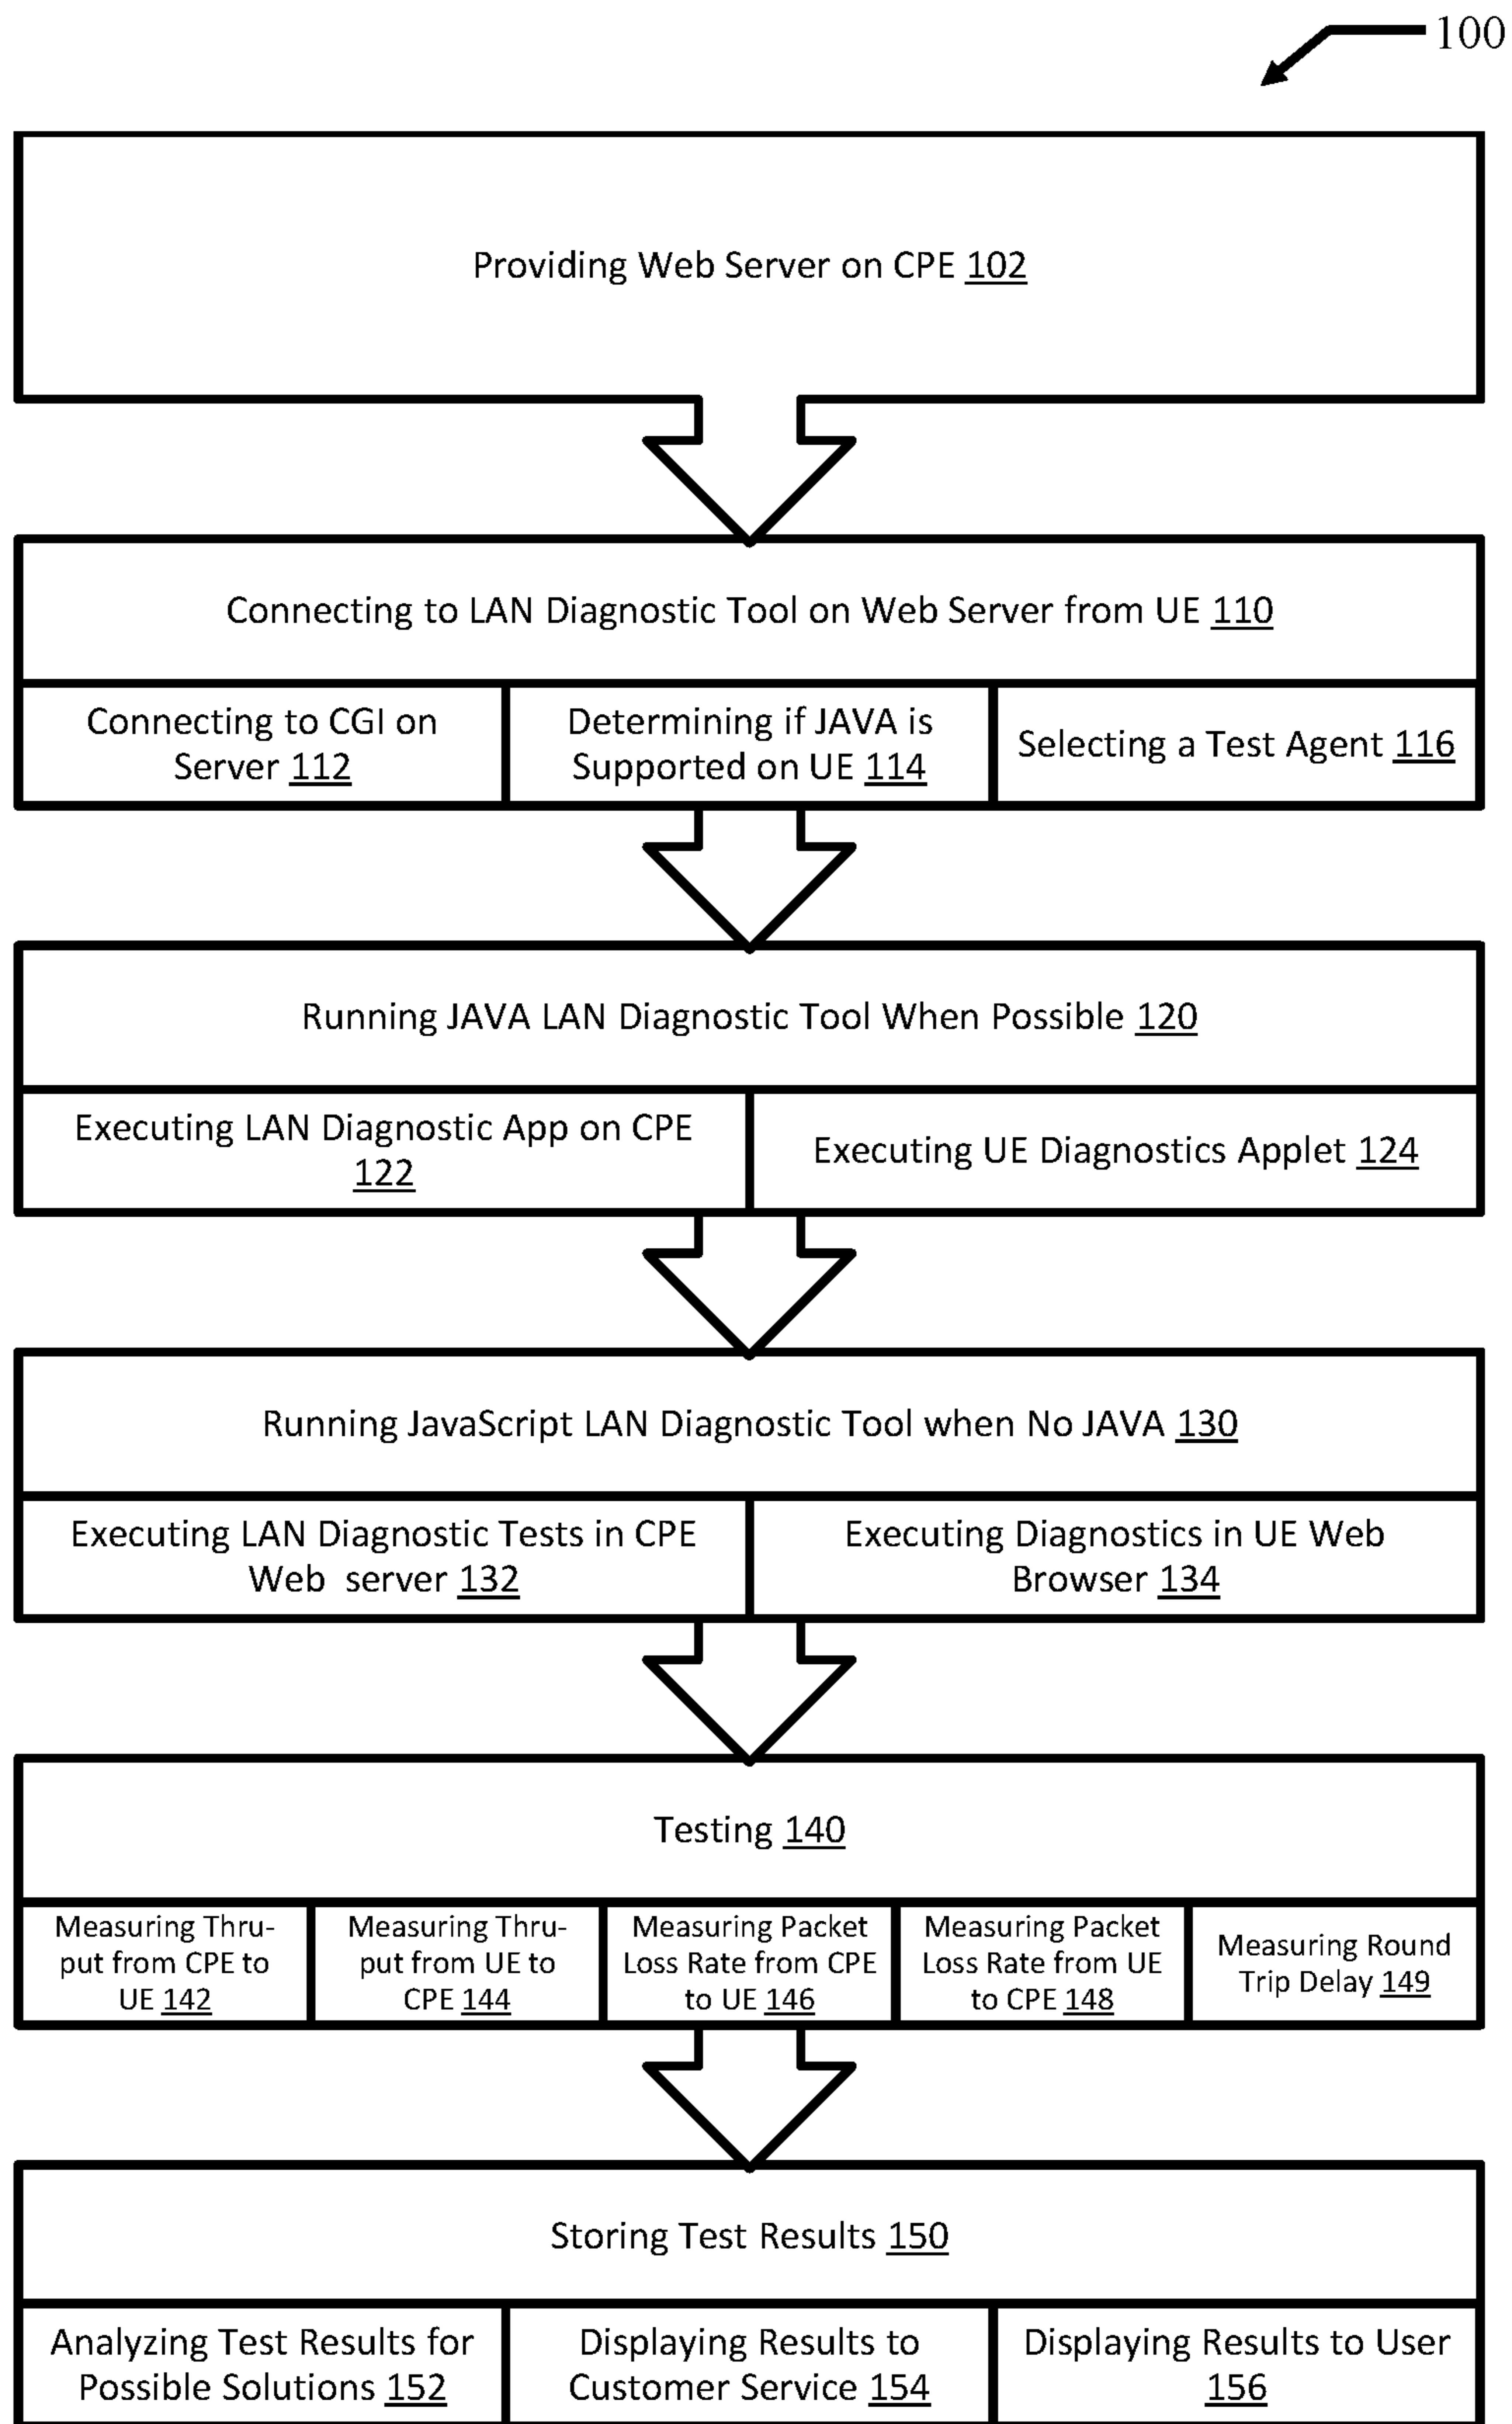 100
Providing Web Server on CPE 102
Connecting to LAN Diagnostic Tool on Web Server from UE 110
Connecting to CGI on
Server 112
Determining if JAVA is
Supported on UE 114
Selecting a Test Agent 116
Running JAVA LAN Diagnostic Tool When Possible 120
Executing LAN Diagnostic App on CPE
122
Executing UE Diagnostics Applet 124
Running JavaScript LAN Diagnostic Tool when No JAVA 130
Executing LAN Diagnostic Tests in CPE
Web server 132
Executing Diagnostics in UE Web
Browser 134
Testing 140
Measuring Thru-
put from CPE to
UE 142
Measuring Thru-
put from UE to
CPE 144
Measuring Packet
Loss Rate from CPE
to UE 146
Measuring Packet
Loss Rate from UE
to CPE 148
Measuring Round
Trip Delay 149
Storing Test Results 150
Analyzing Test Results for
Possible Solutions 152
Displaying Results to
Customer Service 154
Displaying Results to User
156